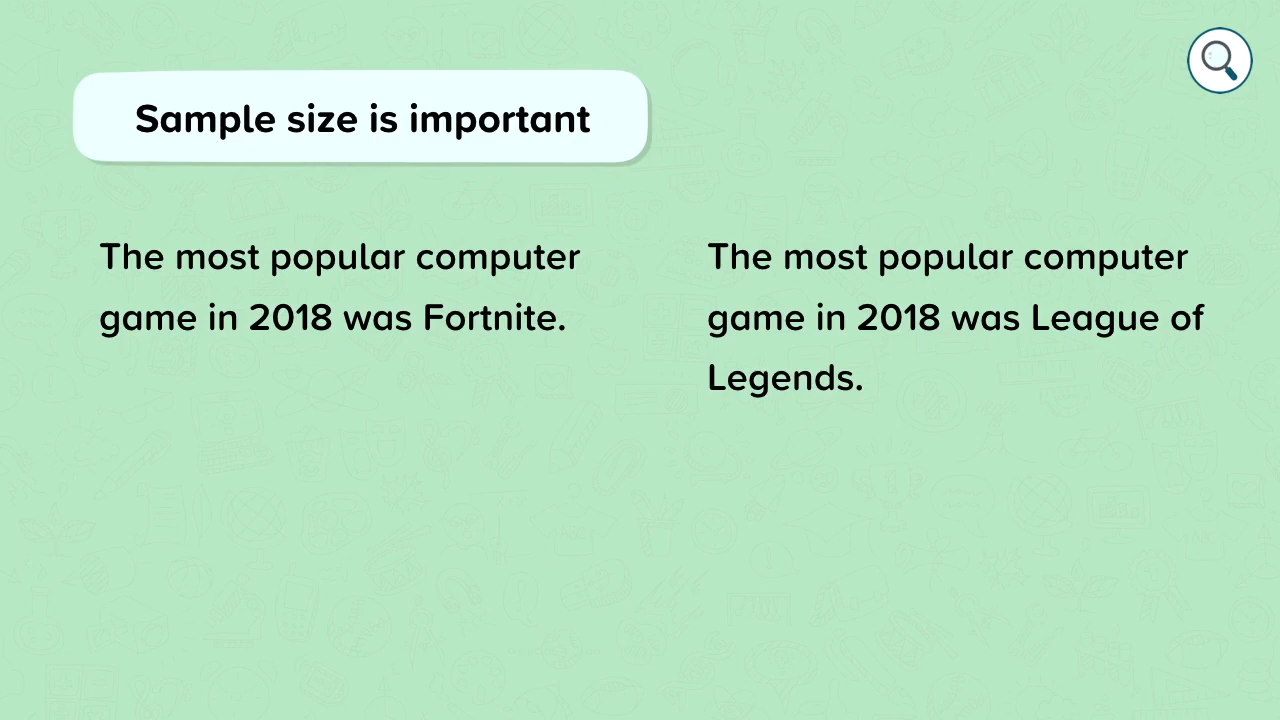 Sample size is important
The most popular computer
game in 2018 was Fortnite.
The most popular computer
game in 2018 was League of
Legends.